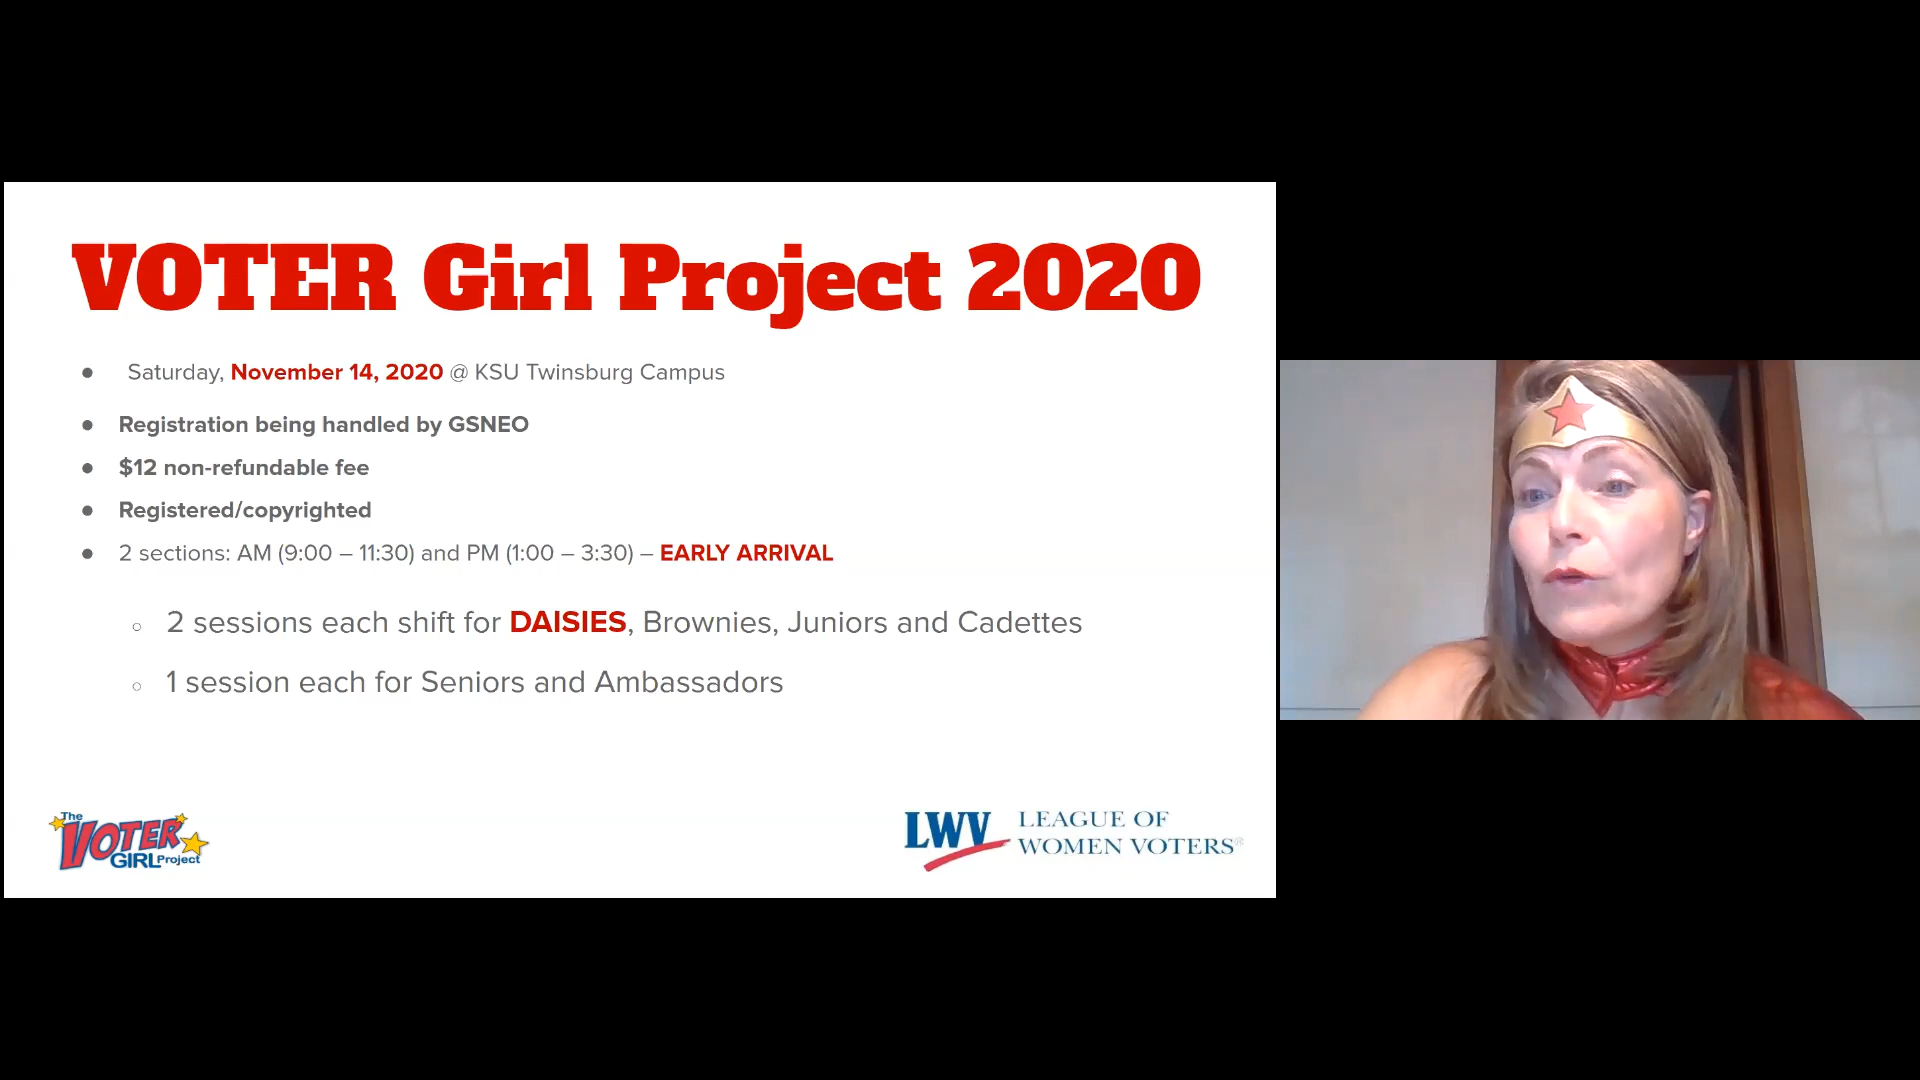 VOTER Girl Project 2020
● Saturday, November 14, 2020 @ KSU Twinsburg Campus
● Registration being handled by GSNEO
● $12 non-refundable fee
● Registered/copyrighted
● 2 sections: AM (9:00 – 11:30) and PM (1:00 – 3:30) – EARLY ARRIVAL
○ 2 sessions each shift for DAISIES, Brownies, Juniors and Cadettes
○ 1 session each for Seniors and Ambassadors
The
VOTER
GIRL Project
LWV
LEAGUE OF
WOMEN VOTERS®